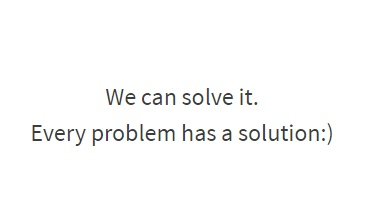 We can solve it.
Every problem has a solution:)